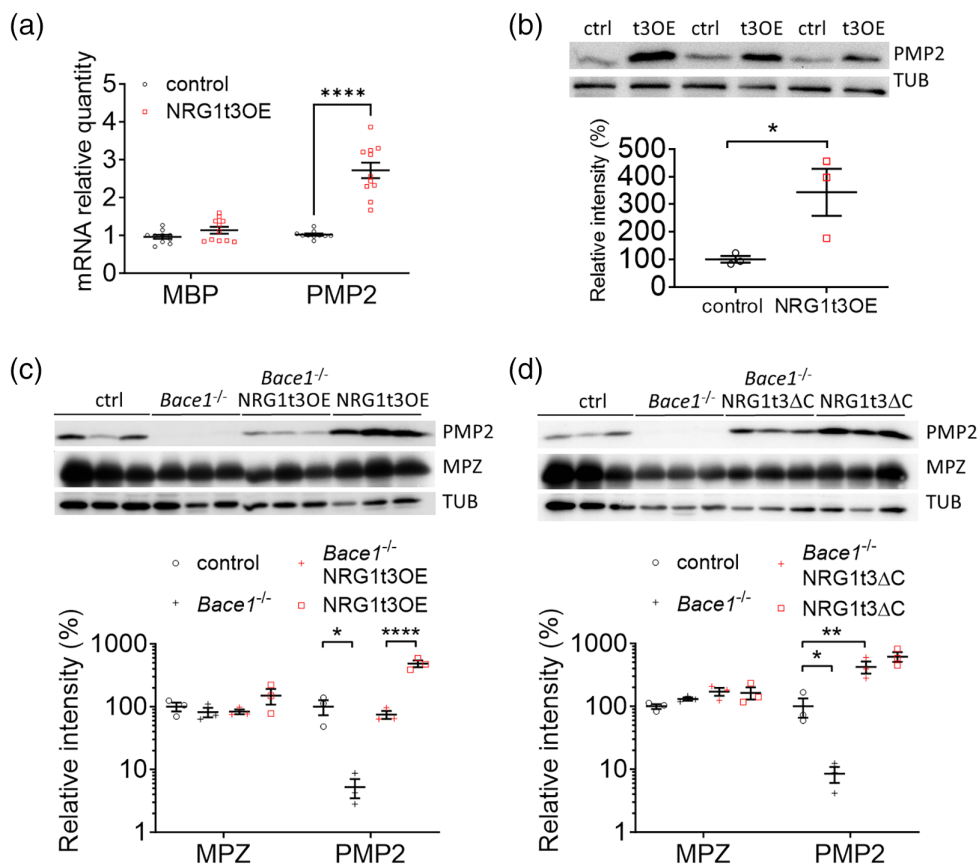 (a)
control
NRG1t3OE
****
mRNA relative quantity
5
4
3
2
1
0
MBP
PMP2
(b)
ctrl t3OE ctrl t3OE ctrl t3OE
PMP2
TUB
*
Relative intensity (%)
500
400
300
200
100
0
control
NRG1t3OE
(c)
ctrl
Bace1-/-
Bace1-/-
NRG1t3OE
NRG1t3OE
PMP2
MPZ
TUB
control
Bace1-/-
Bace1-/-
NRG1t3OE
NRG1t3OE
Relative intensity (%)
1000
100
10
1
*
****
MPZ
PMP2
(d)
ctrl
Bace1-/-
Bace1-/-
NRG1t3ΔC
NRG1t3ΔC
PMP2
MPZ
TUB
control
Bace1-/-
Bace1-/-
NRG1t3ΔC
NRG1t3ΔC
Relative intensity (%)
1000
100
10
1
**
*
MPZ
PMP2